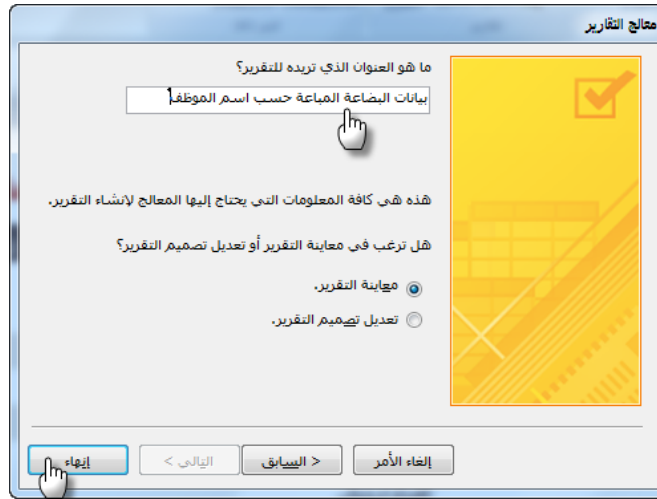 معالج التقارير
ما هو العنوان الذي تريده للتقرير؟
بيانات البضاعة المباعة حسب اسم الموظف
هذه هي كافة المعلومات التي يحتاج إليها المعالج لإنشاء التقرير.
هل ترغب في معاينة التقرير أو تعديل تصميم التقرير؟
معاينة التقرير.
تعديل تصميم التقرير.
إلغاء الأمر < السابق التالي > إنهاء